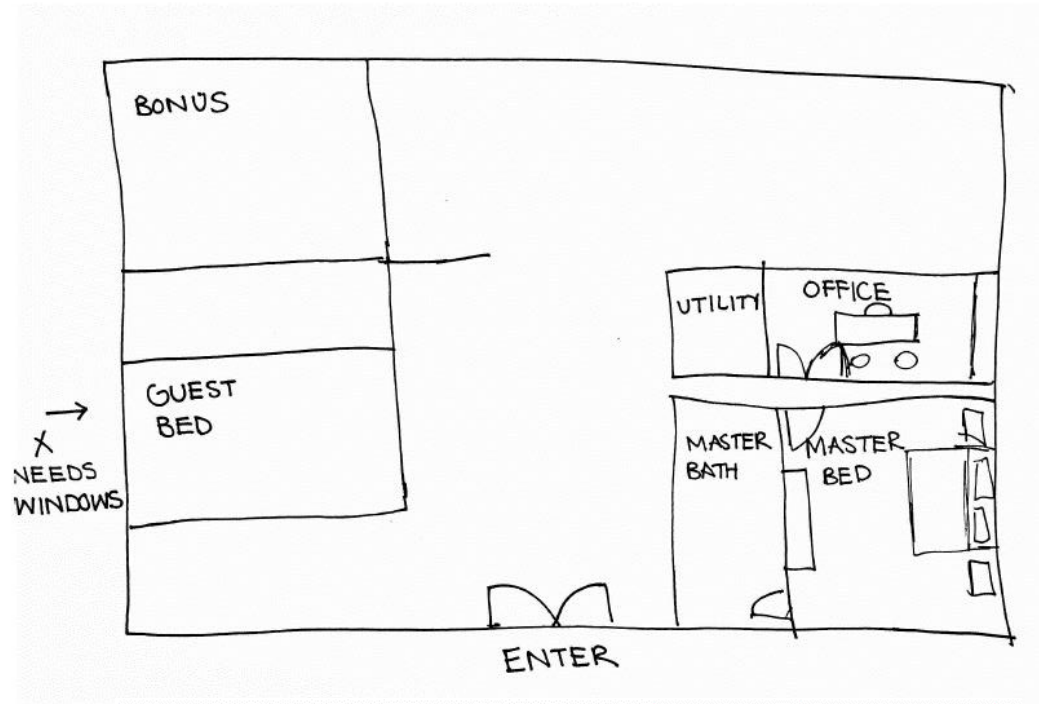 BONUS
UTILITY
OFFICE
GUEST
BED
X
NEEDS
WINDOWS
MASTER
BATH
MASTER
BED
ENTER